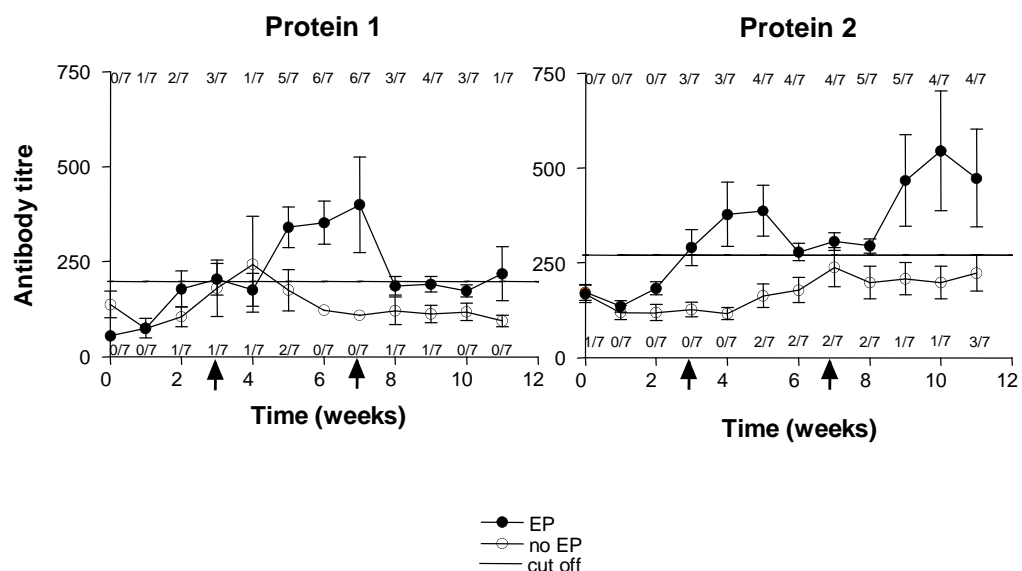 Protein 1
Protein 2
Antibody titre
750
500
250
0
0/7 1/7 2/7 3/7 1/7 5/7 6/7 6/7 3/7 4/7 3/7 1/7
0/7 0/7 1/7 1/7 1/7 2/7 0/7 0/7 1/7 1/7 0/7 0/7
0 2 4 6 8 10 12
Time (weeks)
750
500
250
0
0/7 0/7 0/7 3/7 3/7 4/7 4/7 4/7 5/7 5/7 4/7 4/7
1/7 0/7 0/7 0/7 0/7 2/7 2/7 2/7 2/7 1/7 1/7 3/7
0 2 4 6 8 10 12
Time (weeks)
EP
no EP
cut off